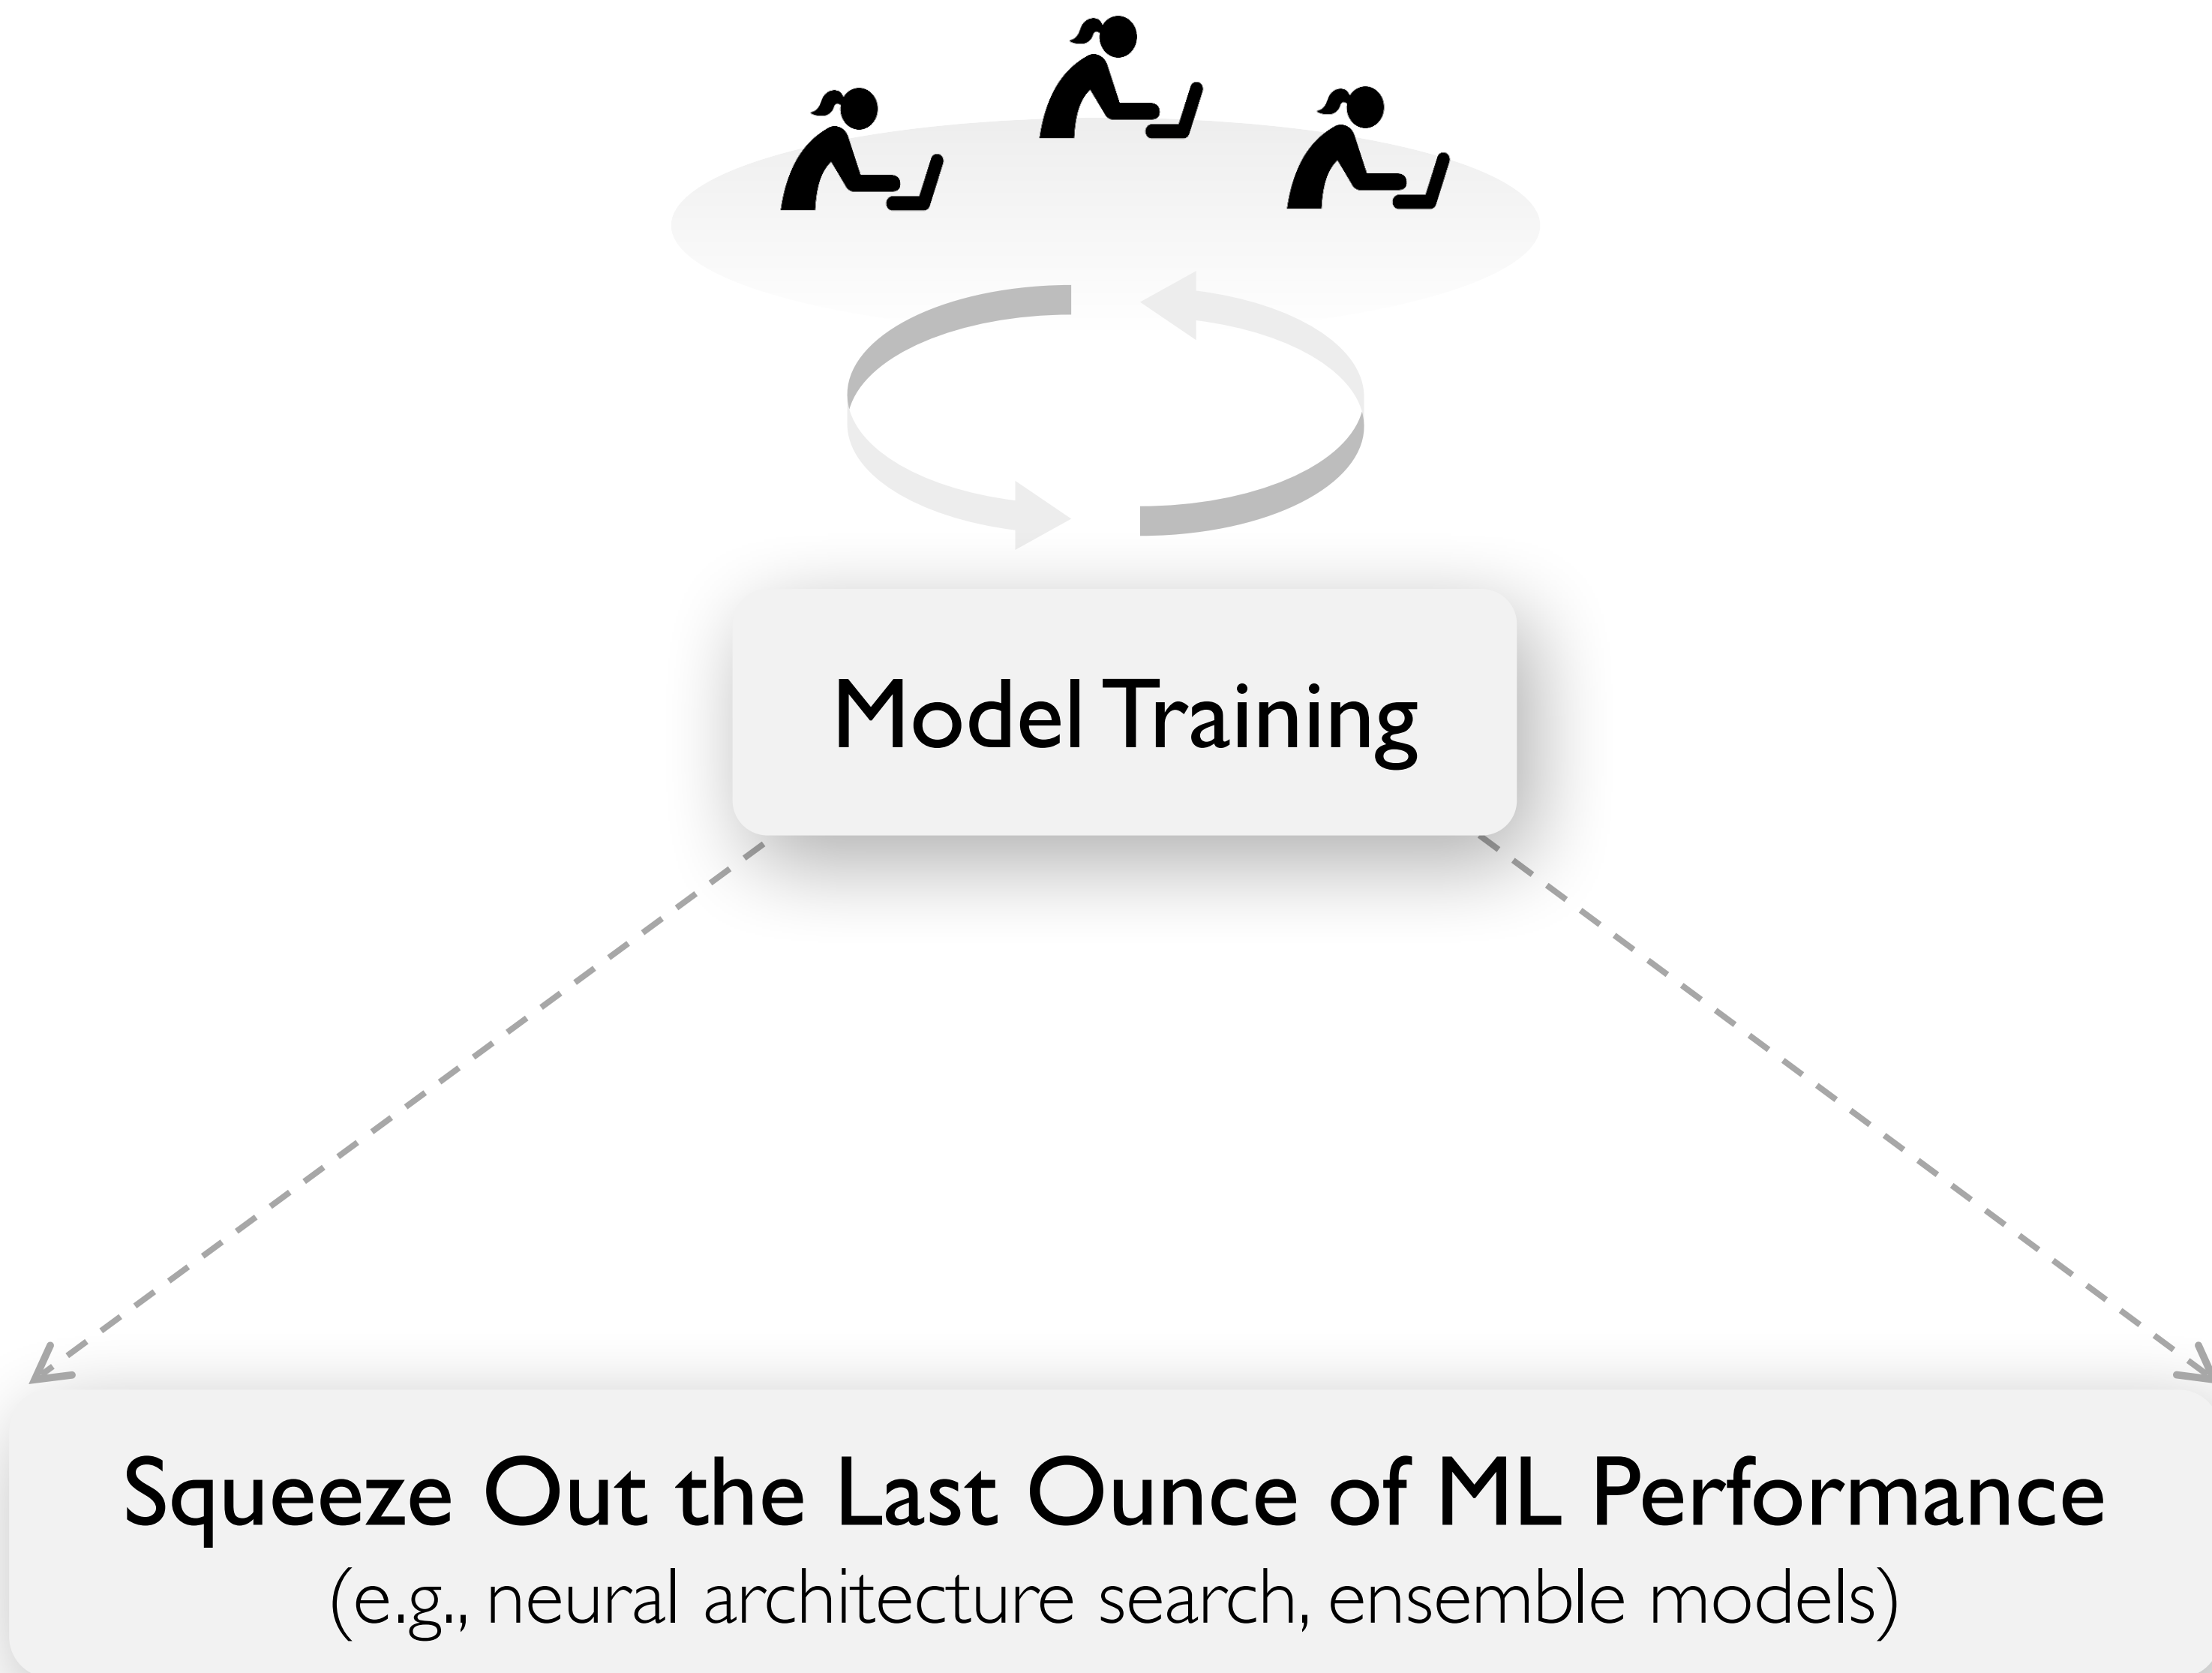 Model Training
Squeeze Out the Last Ounce of ML Performance
(e.g., neural architecture search, ensemble models)